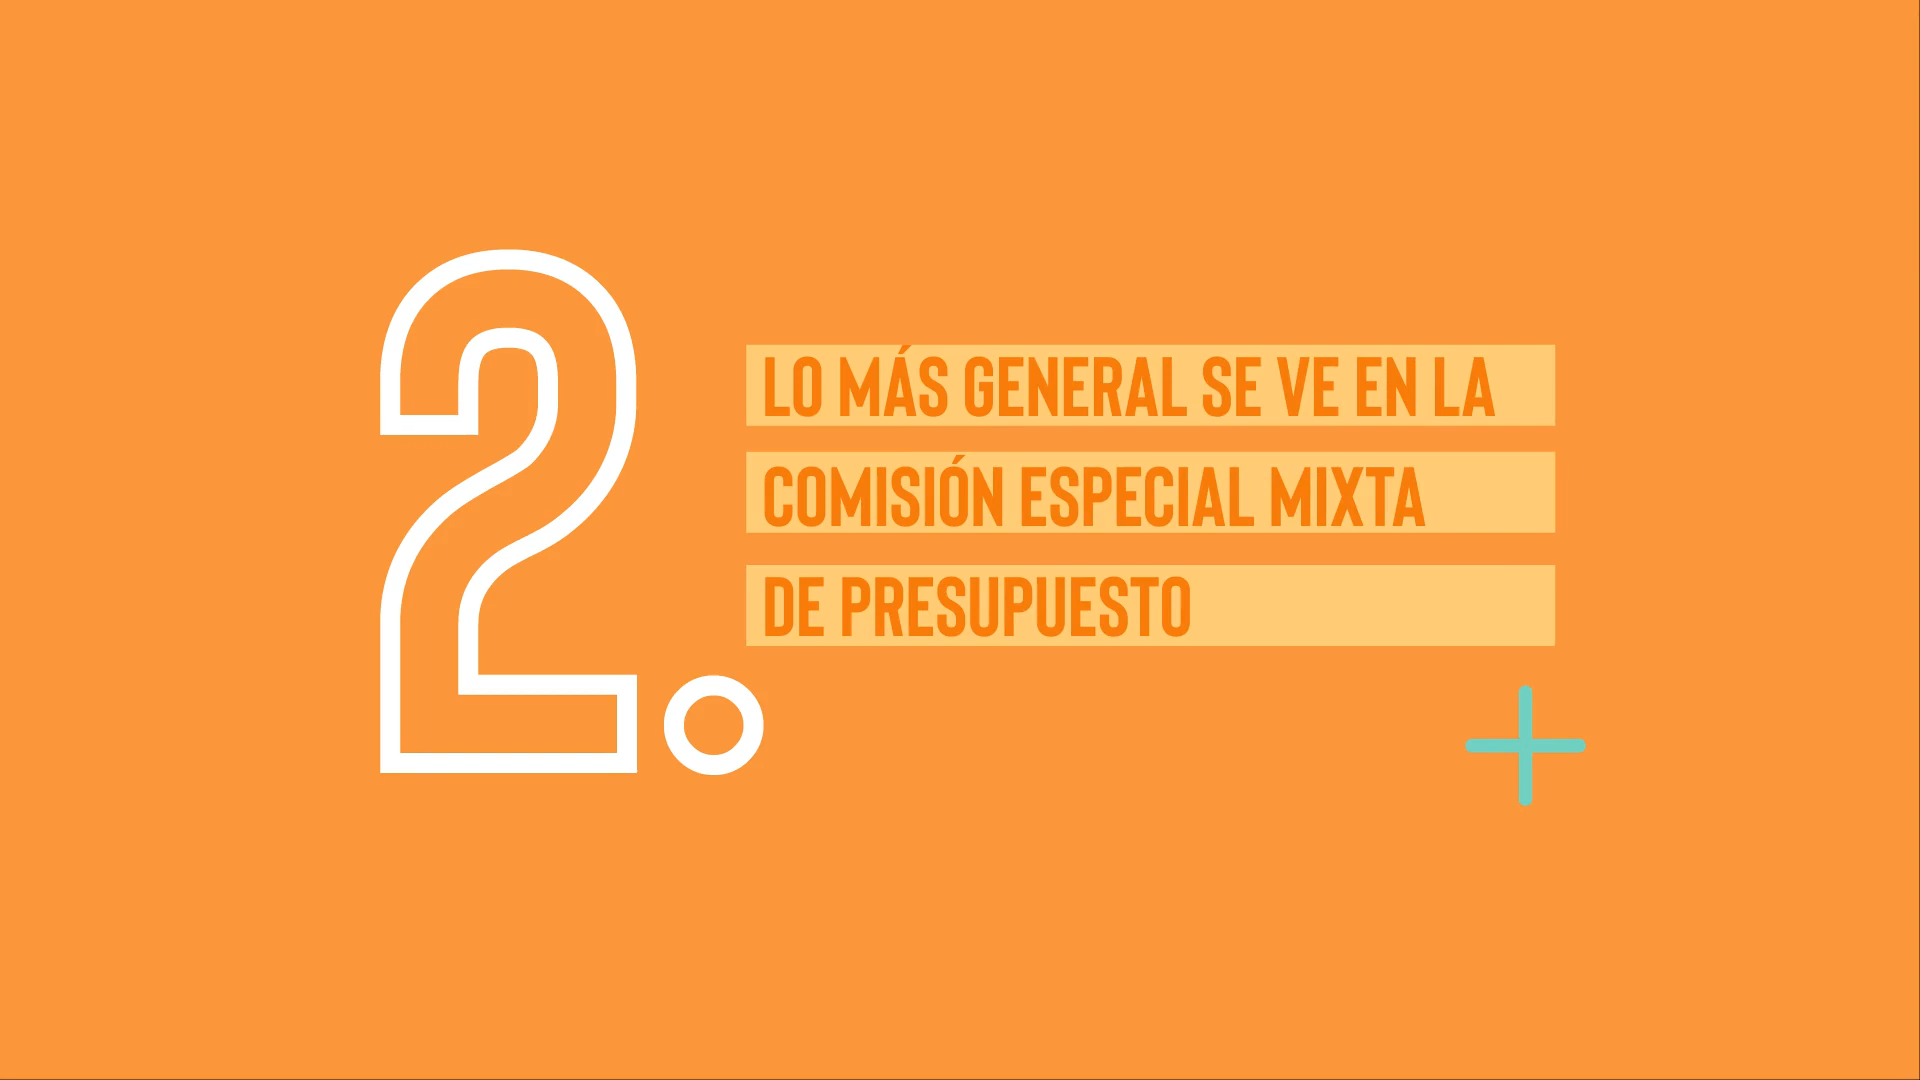 2.
LO MÁS GENERAL SE VE EN LA
COMISIÓN ESPECIAL MIXTA
DE PRESUPUESTO